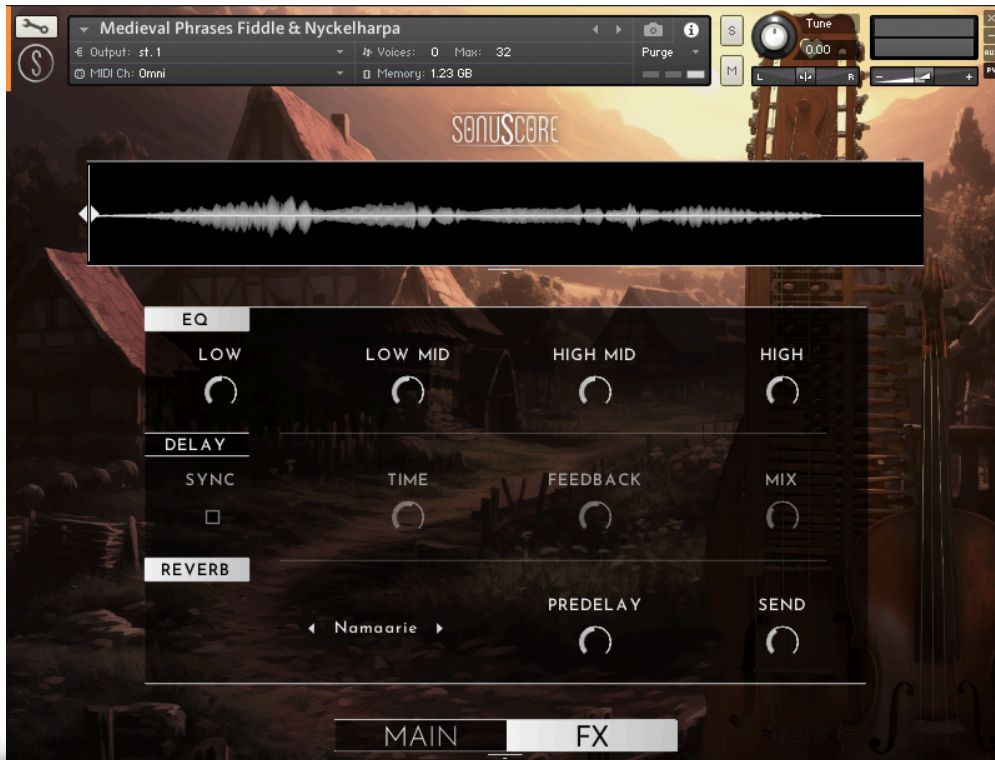 Medieval Phrases Fiddle & Nyckelharpa
Output: st.1
Voices: 0 Max: 32
Purge
MIDI Ch: Omni
Memory: 1.23 GB
S
M
Tune
0.00
L R
- +
AU
PV
SONUSCORE
EQ
LOW LOW MID HIGH MID HIGH
DELAY
SYNC TIME FEEDBACK MIX
REVERB
PREDELAY SEND
Namaarie
MAIN FX